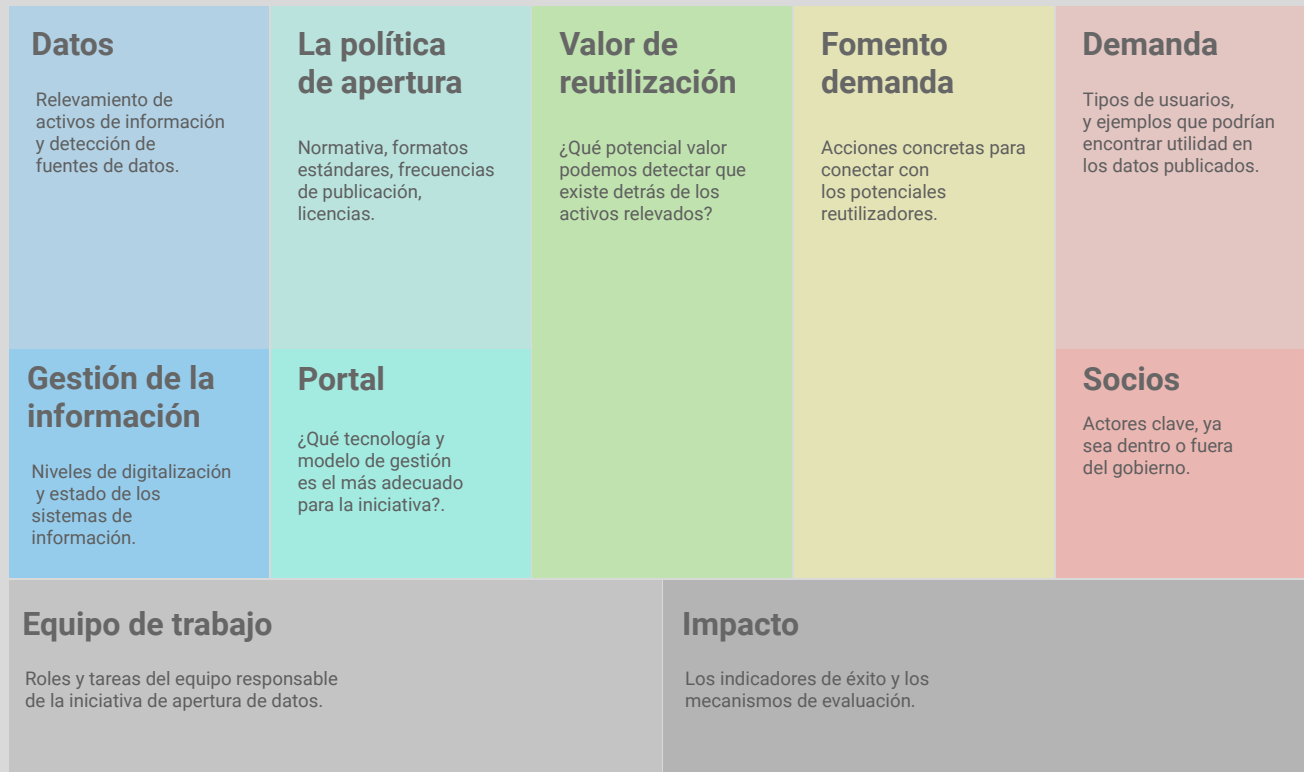 Datos
Relevamiento de
activos de información
y detección de
fuentes de datos.
La política
de apertura
Normativa, formatos
estándares, frecuencias
de publicación,
licencias.
Valor de
reutilización
¿Qué potencial valor
podemos detectar que
existe detrás de los
activos relevados?
Fomento
demanda
Acciones concretas para
conectar con
los potenciales
reutilizadores.
Demanda
Tipos de usuarios,
y ejemplos que podrían
encontrar utilidad en
los datos publicados.
Gestión de la
información
Niveles de digitalización
y estado de los
sistemas de
información.
Portal
¿Qué tecnología y
modelo de gestión
es el más adecuado
para la iniciativa?.
Socios
Actores clave, ya
sea dentro o fuera
del gobierno.
Equipo de trabajo
Roles y tareas del equipo responsable
de la iniciativa de apertura de datos.
Impacto
Los indicadores de éxito y los
mecanismos de evaluación.